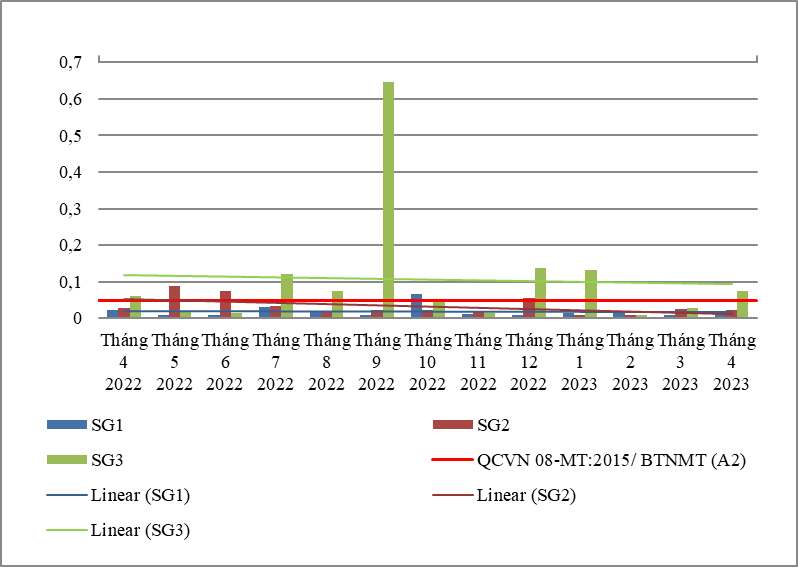 0,7
0,6
0,5
0,4
0,3
0,2
0,1
0
Tháng Tháng Tháng Tháng Tháng Tháng Tháng Tháng Tháng Tháng Tháng Tháng Tháng
4 5 6 7 8 9 10 11 12 1 2 3 4
2022 2022 2022 2022 2022 2022 2022 2022 2022 2023 2023 2023 2023
SG1 SG2
SG3 QCVN 08-MT:2015/ BTNMT (A2)
Linear (SG1) Linear (SG2)
Linear (SG3)